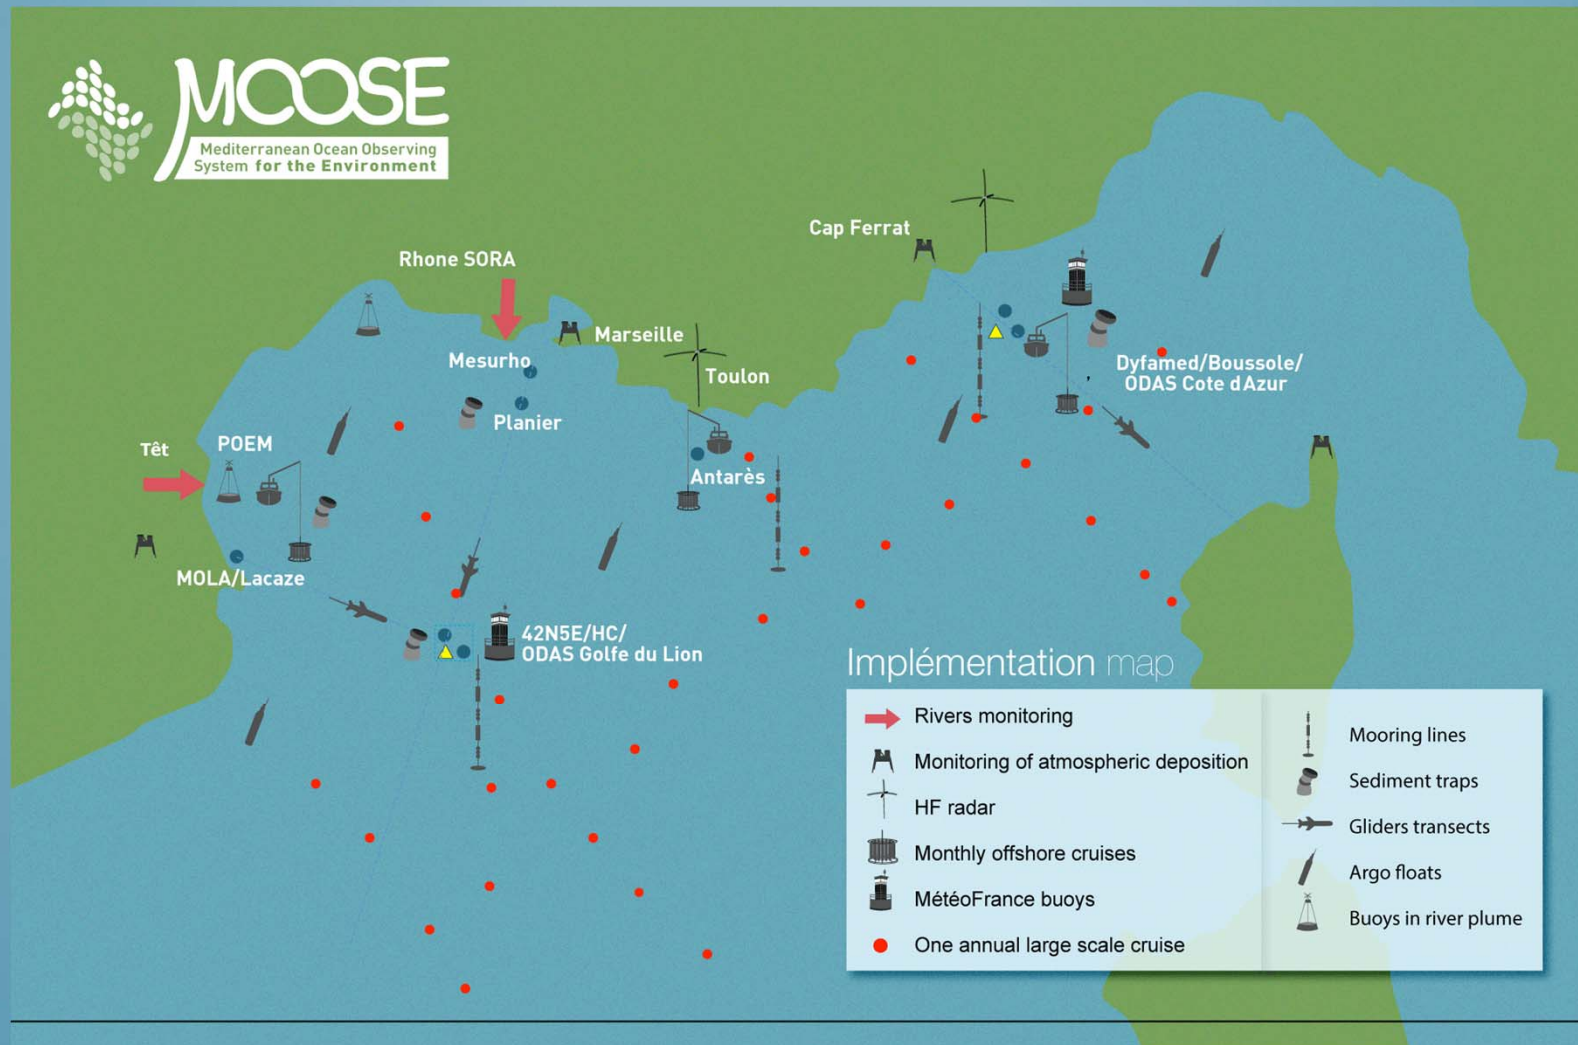 MOOSE
Mediterranean Ocean Observing
System for the Environment
Cap Ferrat
Rhone SORA
Marseille
Mesurho
Toulon
Dyfamed/Boussole/
ODAS Cote d'Azur
Planier
Têt
POEM
Antarès
MOLA/Lacaze
42N5E/HC/
ODAS Golfe du Lion
Implémentation map
Rivers monitoring
Monitoring of atmospheric deposition
HF radar
Monthly offshore cruises
MétéoFrance buoys
One annual large scale cruise
Mooring lines
Sediment traps
Gliders transects
Argo floats
Buoys in river plume